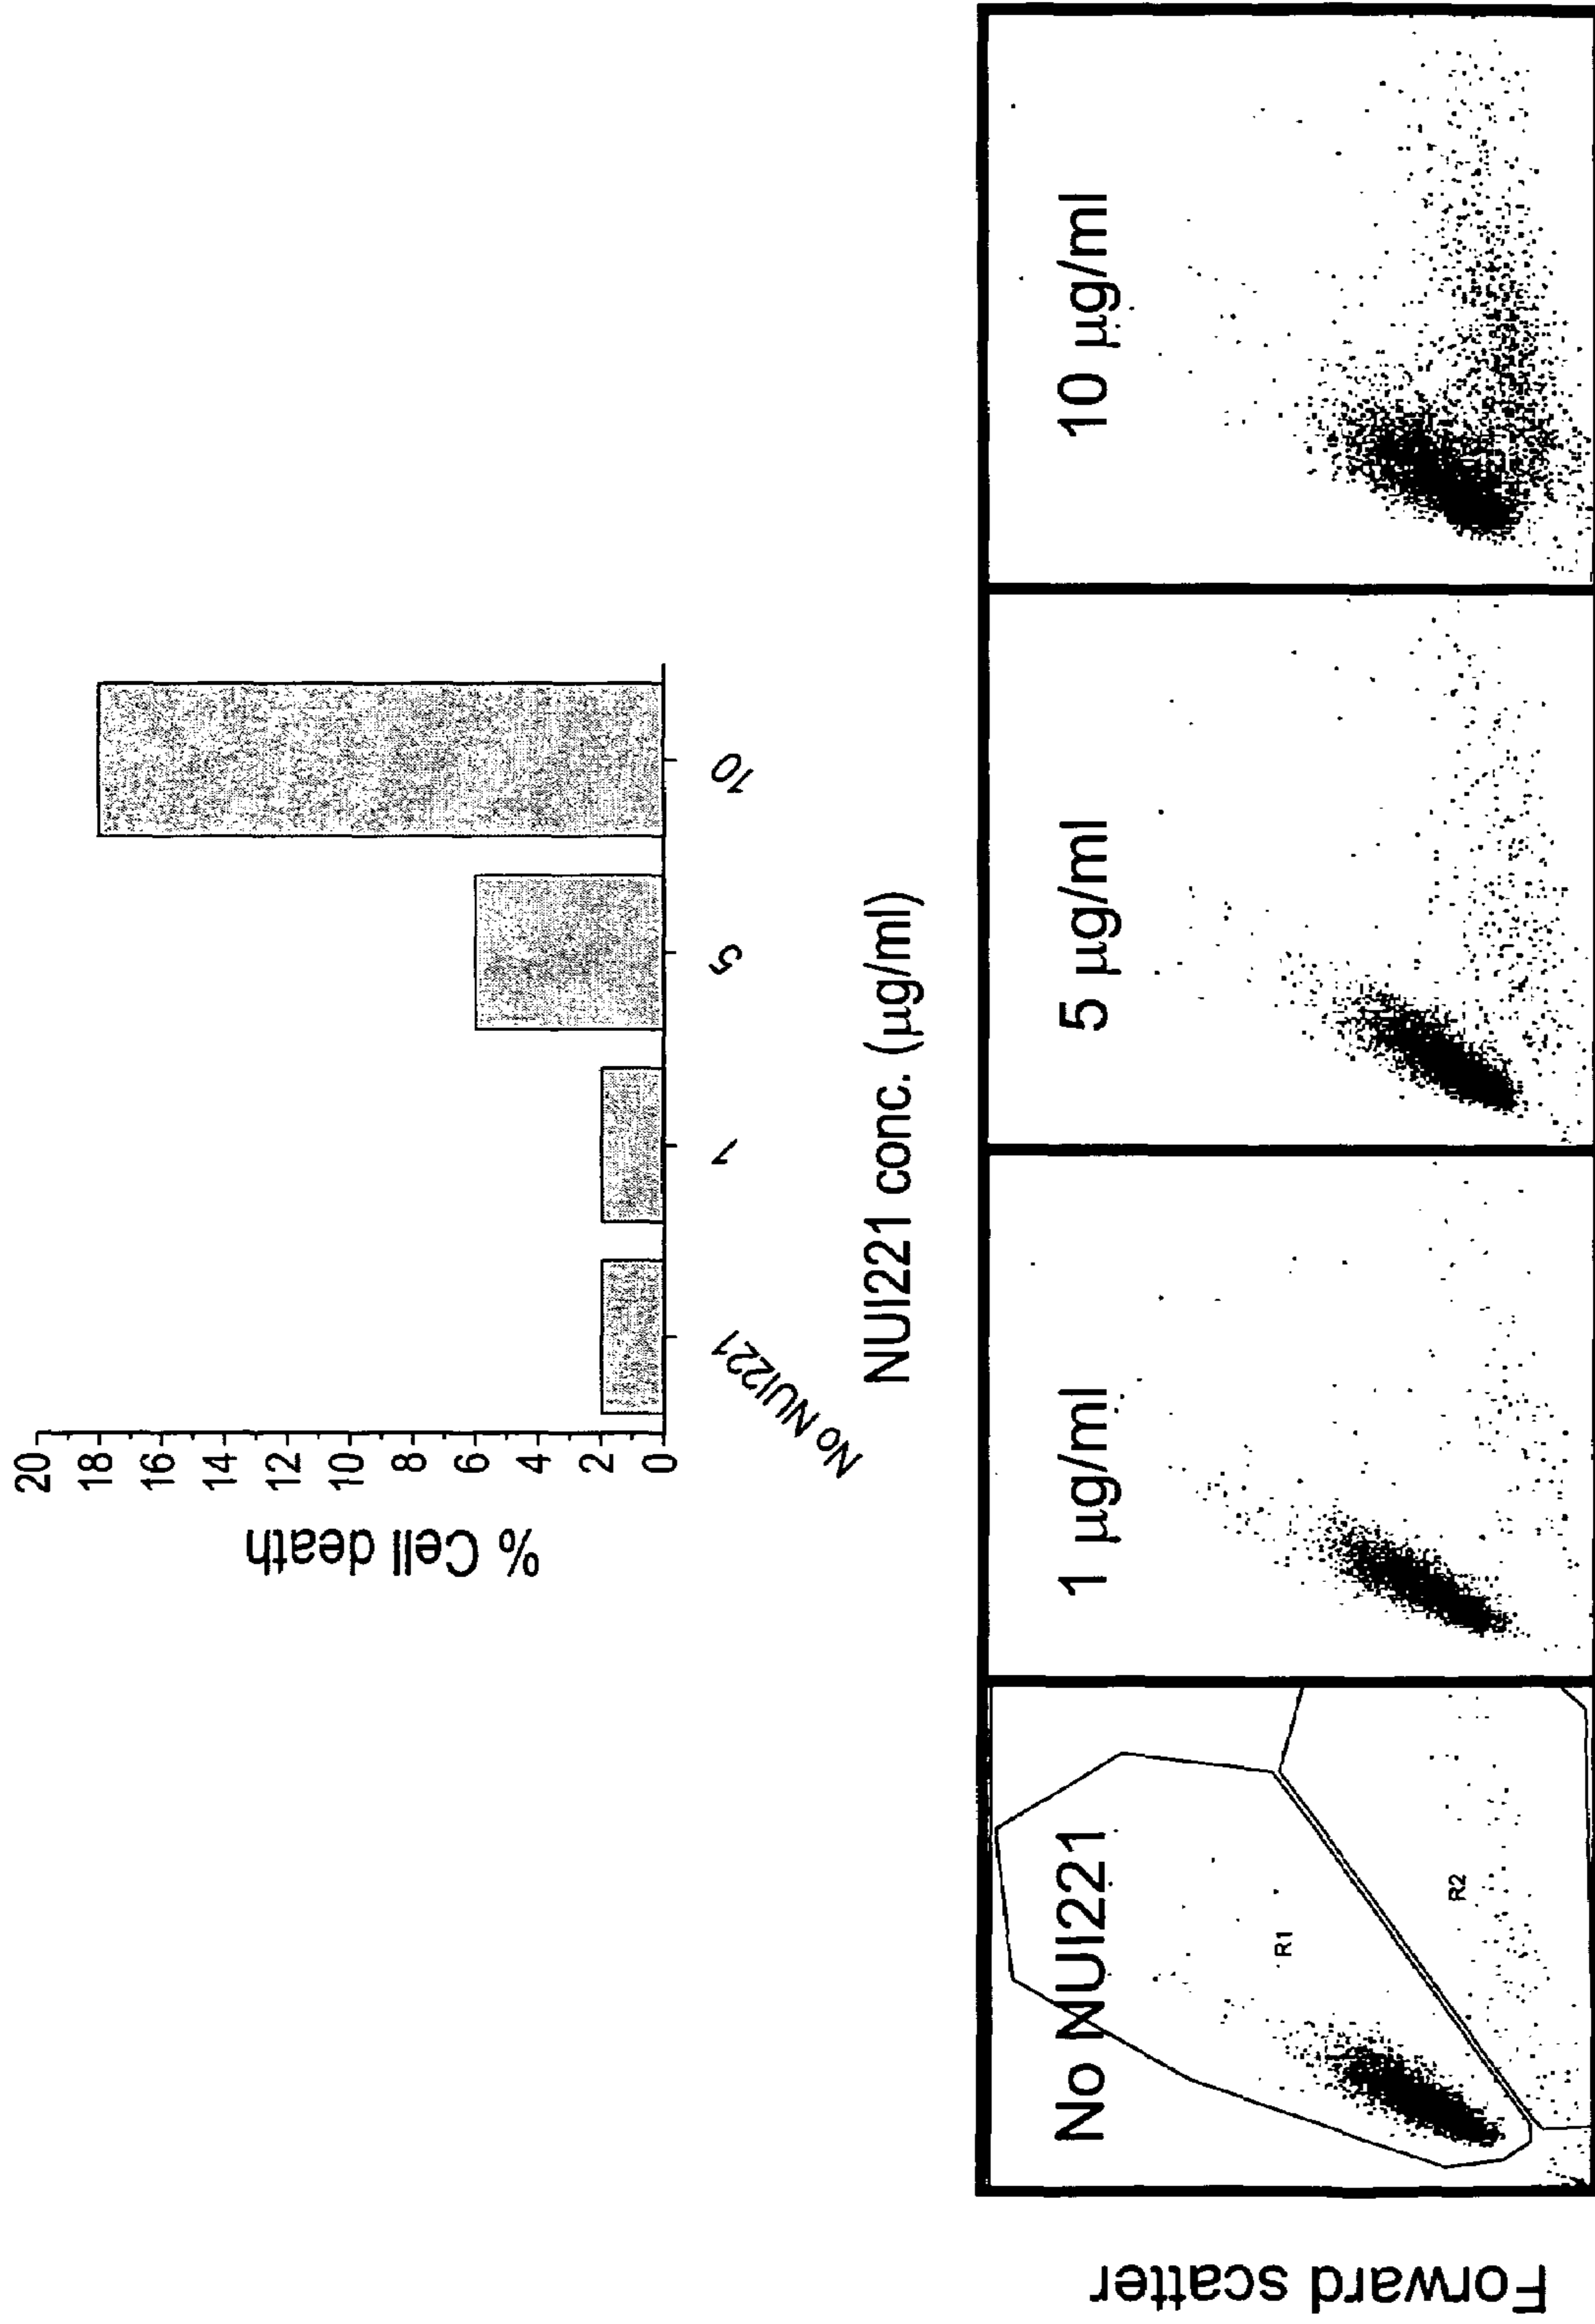 % Cell death
20
18
16
14
12
10
8
6
4
2
0
No NUI221
1
5
10
NUI221 conc. (µg/ml)
Forward scatter
No NUI221
R1
R2
1 µg/ml
5 µg/ml
10 µg/ml